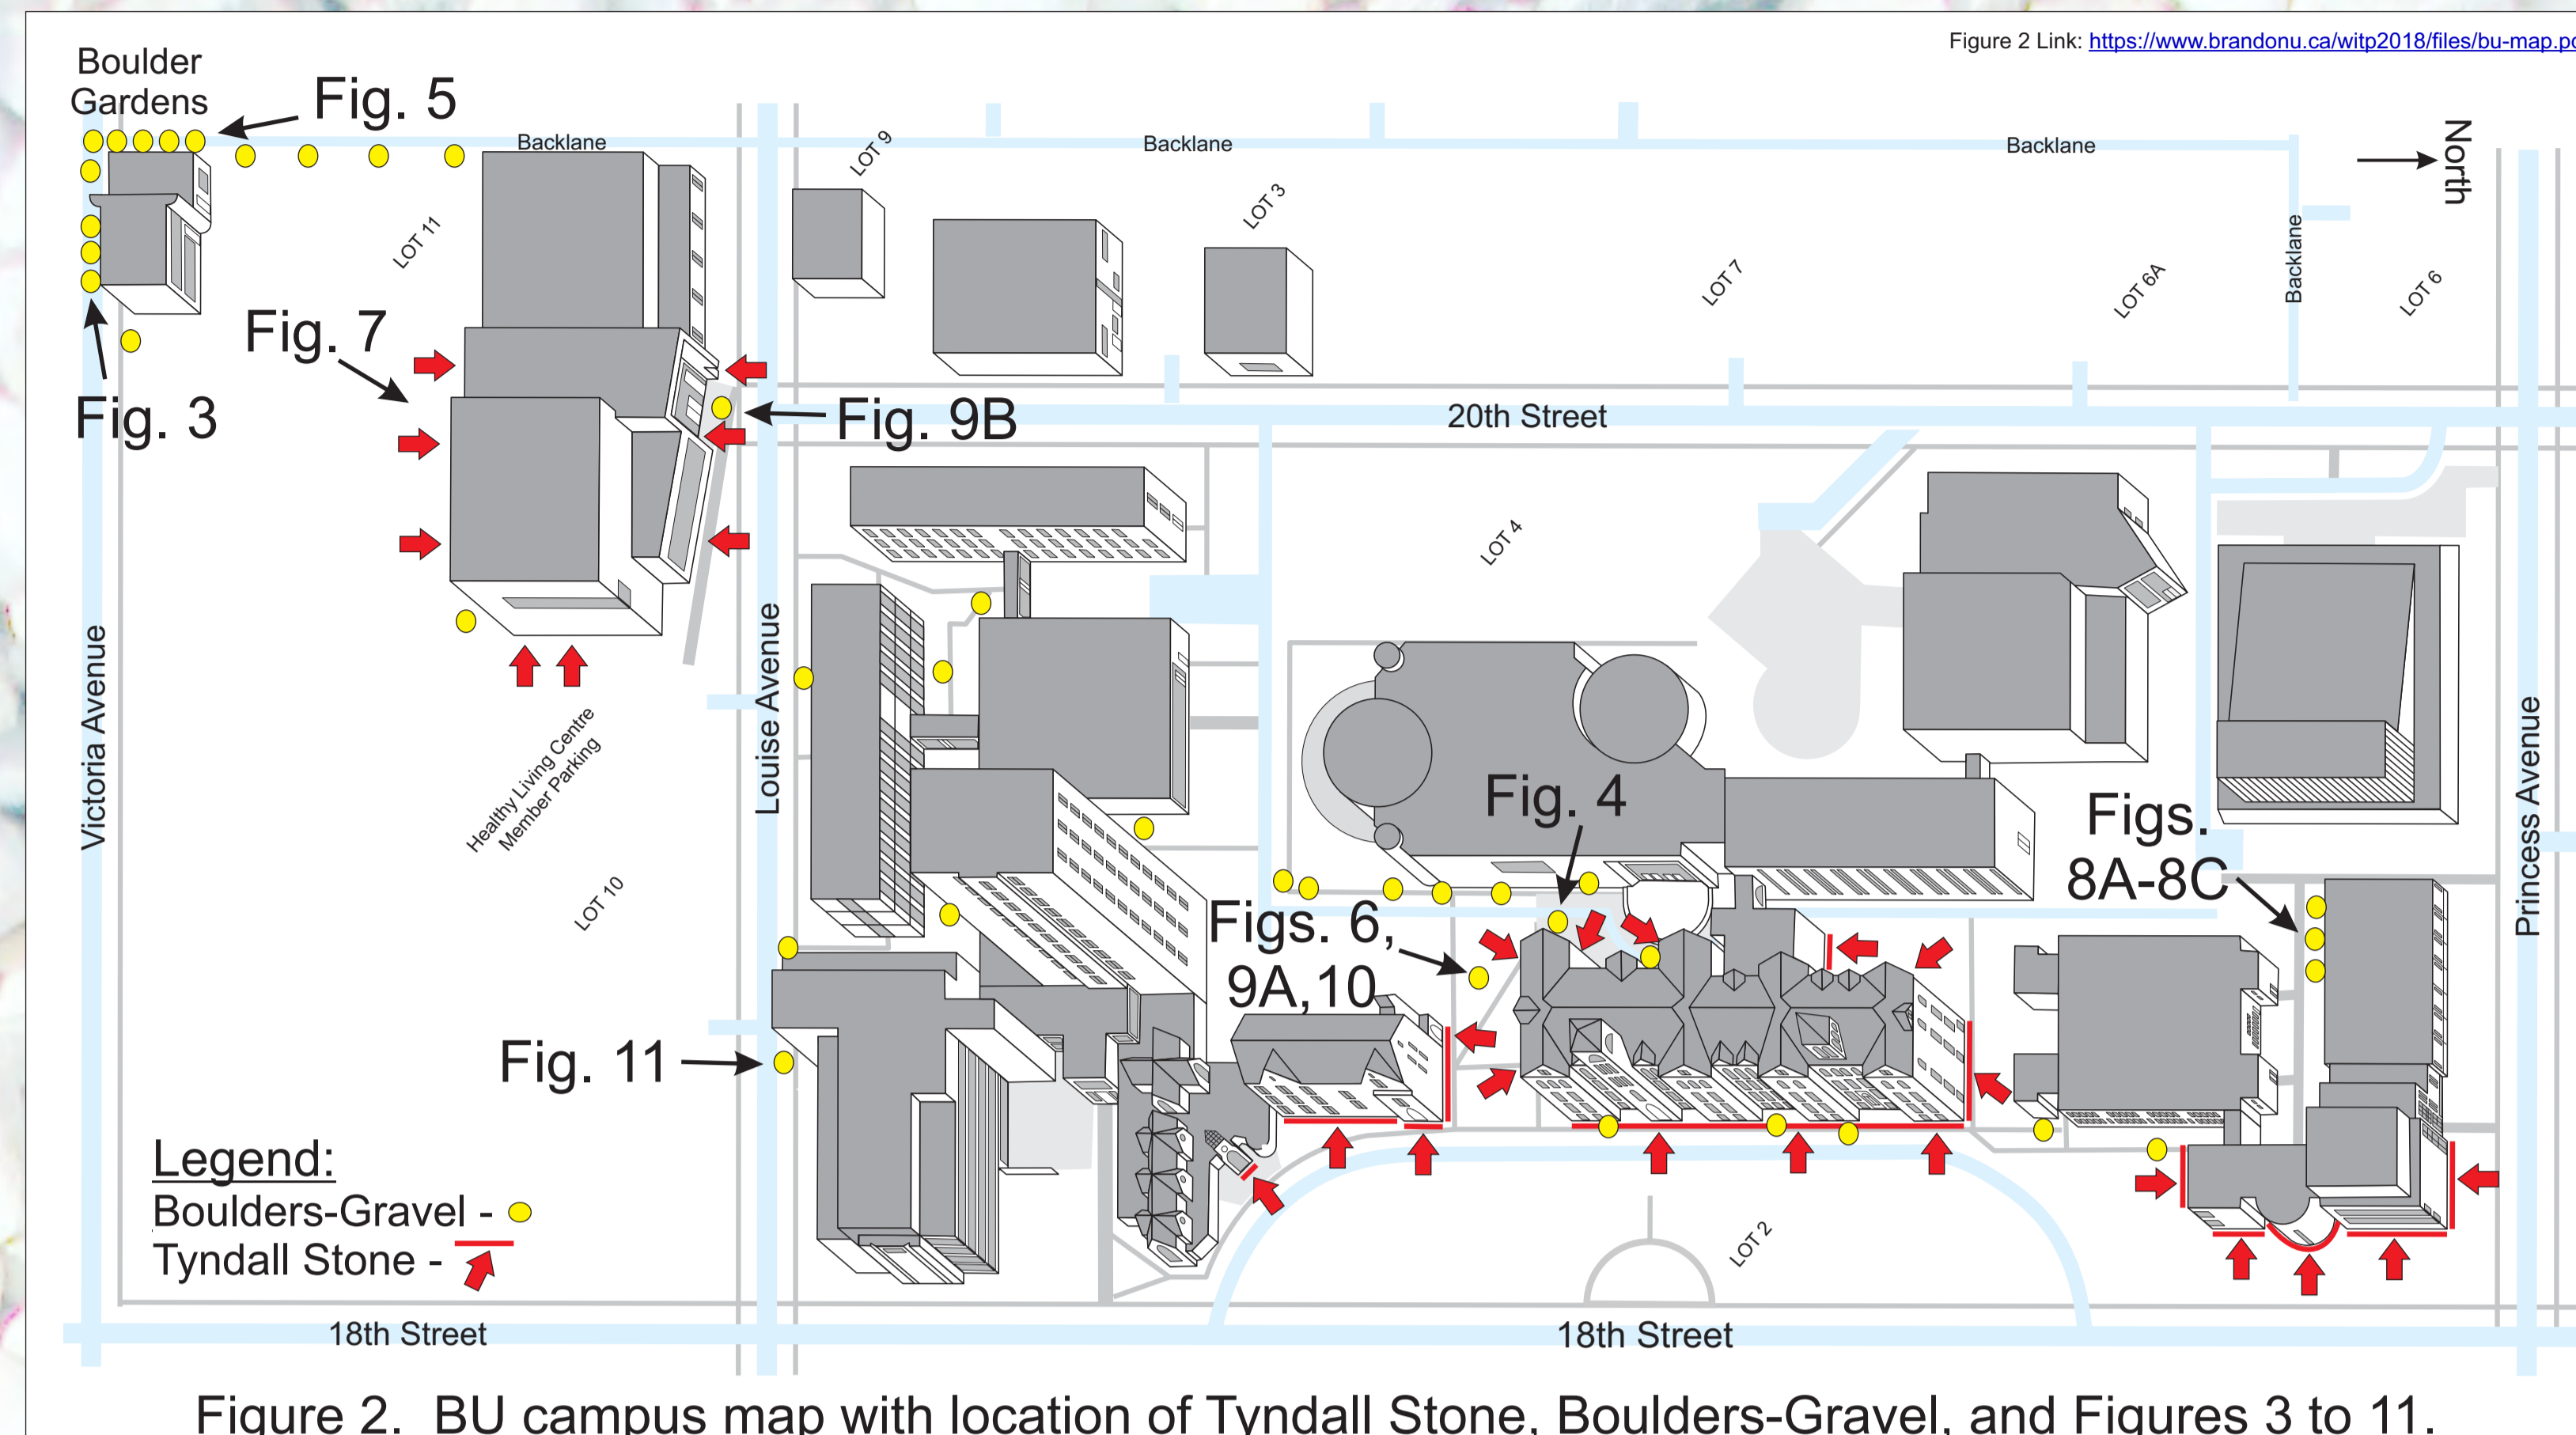 Figure 2 Link: https://www.brandonu.ca/witp2018/files/bu-map.p
Boulder
Gardens
Fig. 5
Backlane
Backlane
Backlane
North
LOT 9
LOT 3
LOT 11
LOT 7
LOT 6A
Backlane
LOT 6
Fig. 7
Fig. 3
Fig. 9B
20th Street
LOT 4
Victoria Avenue
Louise Avenue
Princess Avenue
Healthy Living Centre
Member Parking
LOT 10
Fig. 4
Figs.
8A-8C
Figs. 6,
9A,10
Fig. 11
Legend:
Boulders-Gravel -
Tyndall Stone -
LOT 2
18th Street
18th Street
Figure 2. BU campus map with location of Tyndall Stone, Boulders-Gravel, and Figures 3 to 11.